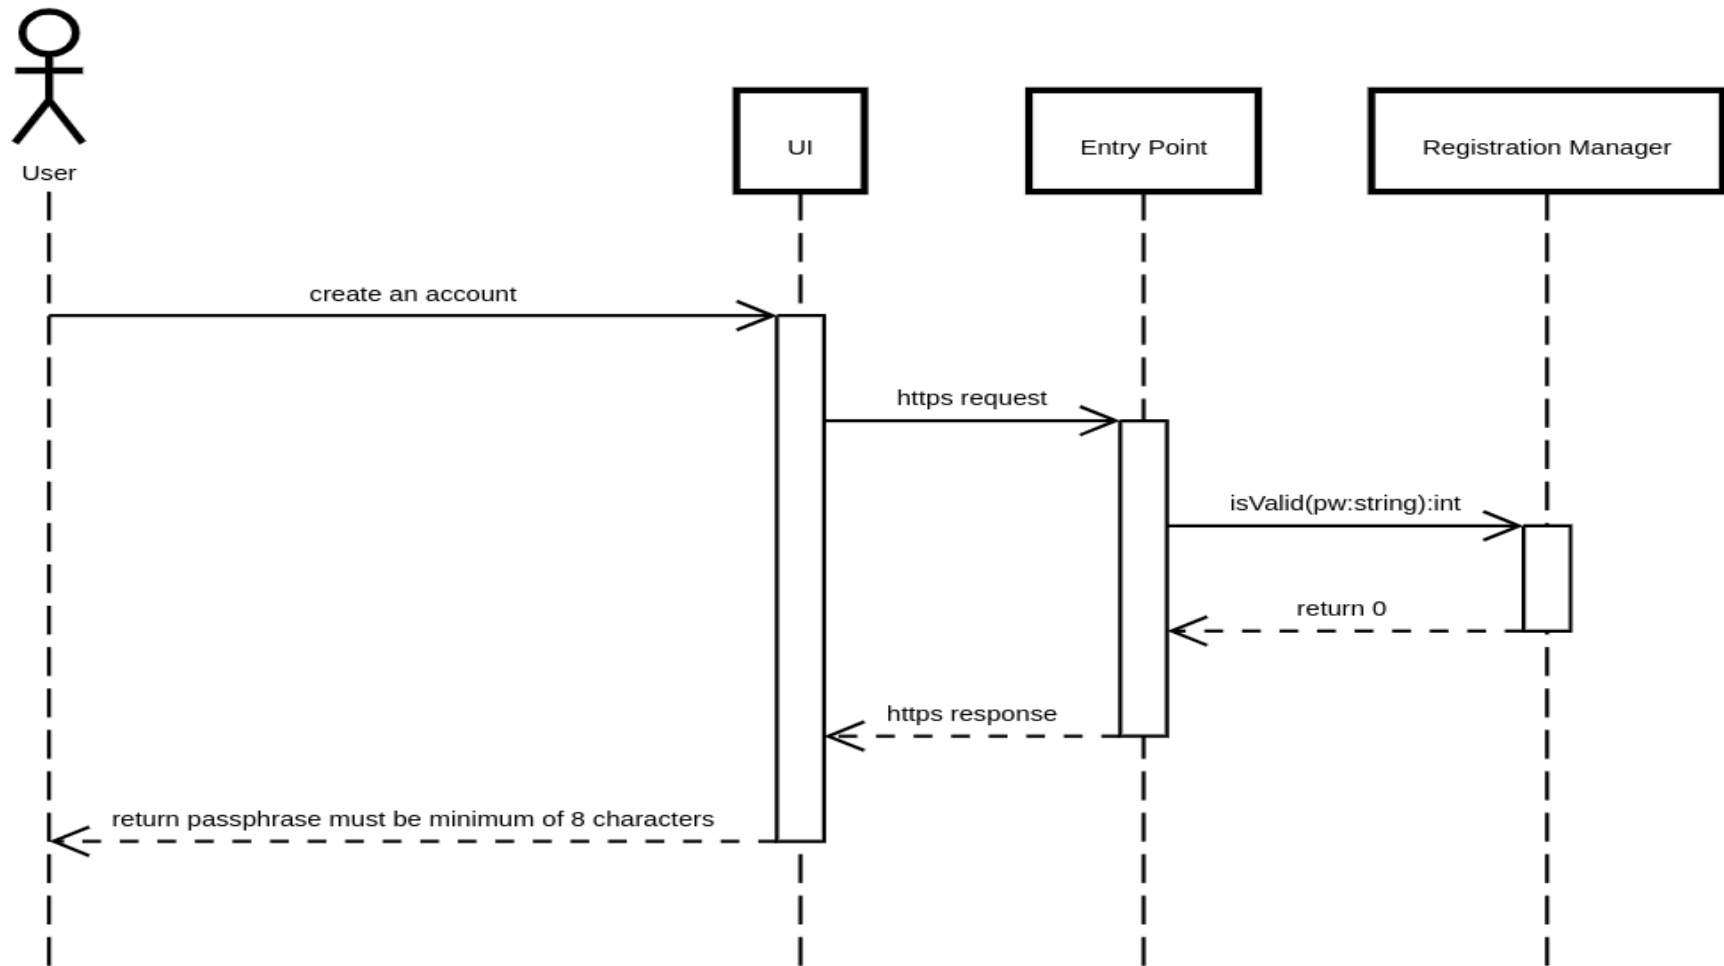 User
UI
Entry Point
Registration Manager
create an account
https request
isValid(pw:string):int
return 0
https response
return passphrase must be minimum of 8 characters